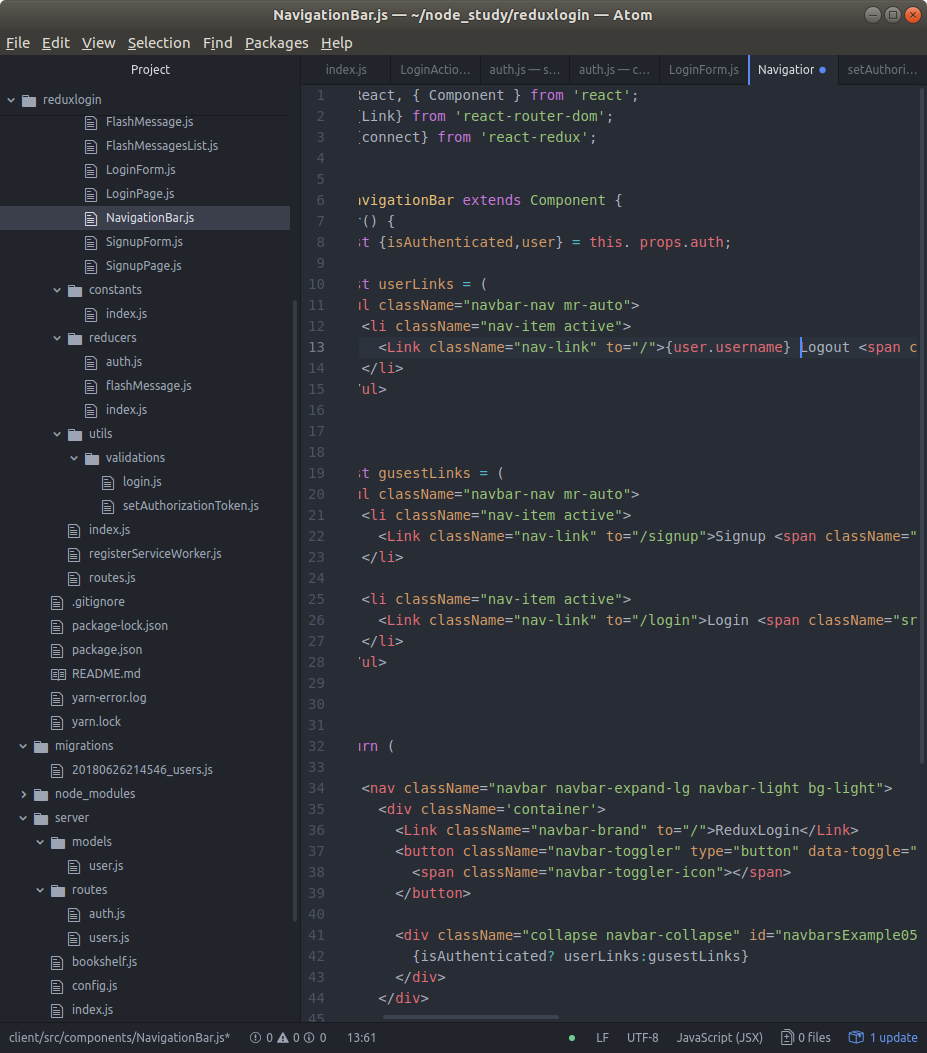 NavigationBar.js — ~/node_study/reduxlogin — Atom
File Edit View Selection Find Packages Help
Project
index.js
LoginActio...
auth.js — s...
auth.js — c...
LoginForm.js
Navigatior
setAuthori...
reduxlogin
FlashMessage.js
FlashMessagesList.js
LoginForm.js
LoginPage.js
NavigationBar.js
SignupForm.js
SignupPage.js
constants
index.js
reducers
auth.js
flashMessage.js
index.js
utils
validations
login.js
setAuthorizationToken.js
index.js
registerServiceWorker.js
routes.js
.gitignore
package-lock.json
package.json
README.md
yarn-error.log
yarn.lock
migrations
20180626214546_users.js
node_modules
server
models
user.js
routes
auth.js
users.js
bookshelf.js
config.js
index.js
1 React, { Component } from 'react';
2 {Link} from 'react-router-dom';
3 {connect} from 'react-redux';
4
5
6 avigationBar extends Component {
7 r() {
8 st {isAuthenticated,user} = this. props.auth;
9
10 st userLinks = (
11 ul className="navbar-nav mr-auto">
12 <li className="nav-item active">
13 <Link className="nav-link" to="/">{user.username} Logout <span c
14 </li>
15 /ul>
16
17
18
19 st gusestLinks = (
20 ul className="navbar-nav mr-auto">
21 <li className="nav-item active">
22 <Link className="nav-link" to="/signup">Signup <span className="
23 </li>
24
25 <li className="nav-item active">
26 <Link className="nav-link" to="/login">Login <span className="sr
27 </li>
28 /ul>
29
30
31
32 urn (
33
34 <nav className="navbar navbar-expand-lg navbar-light bg-light">
35 <div className='container'>
36 <Link className="navbar-brand" to="/">ReduxLogin</Link>
37 <button className="navbar-toggler" type="button" data-toggle="
38 <span className="navbar-toggler-icon"></span>
39 </button>
40
41 <div className="collapse navbar-collapse" id="navbarsExample05
42 {isAuthenticated? userLinks:gusestLinks}
43 </div>
44 </div>
45
client/src/components/NavigationBar.js* 0 0 0 13:61 LF UTF-8 JavaScript (JSX) 0 files 1 update